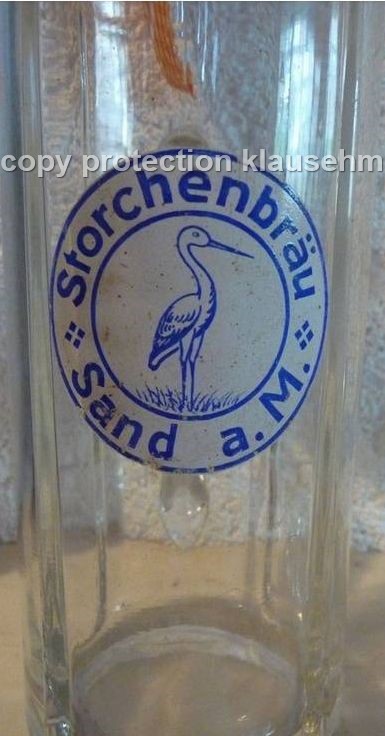 copy protection klausehm
Storchenbräu
Sand a. M.